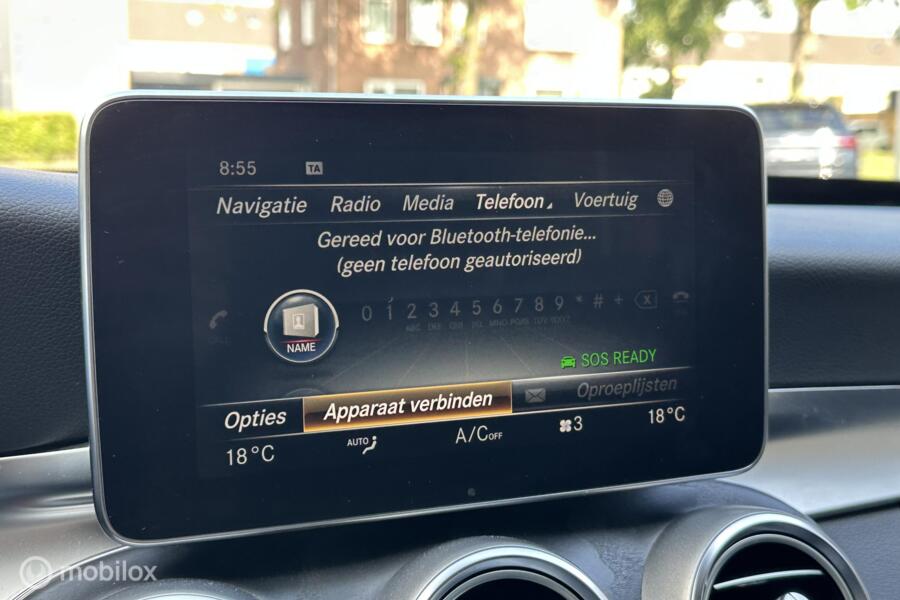 8:55 TA
Navigatie Radio Media Telefoon Voertuig
Gereed voor Bluetooth-telefonie...
(geen telefoon geautoriseerd)
0 1 2 3 4 5 6 7 8 9 * # +
NAME
SOS READY
Opties Apparaat verbinden Oproeplijsten
18°C AUTO A/C OFF 3 18°C
mobilox